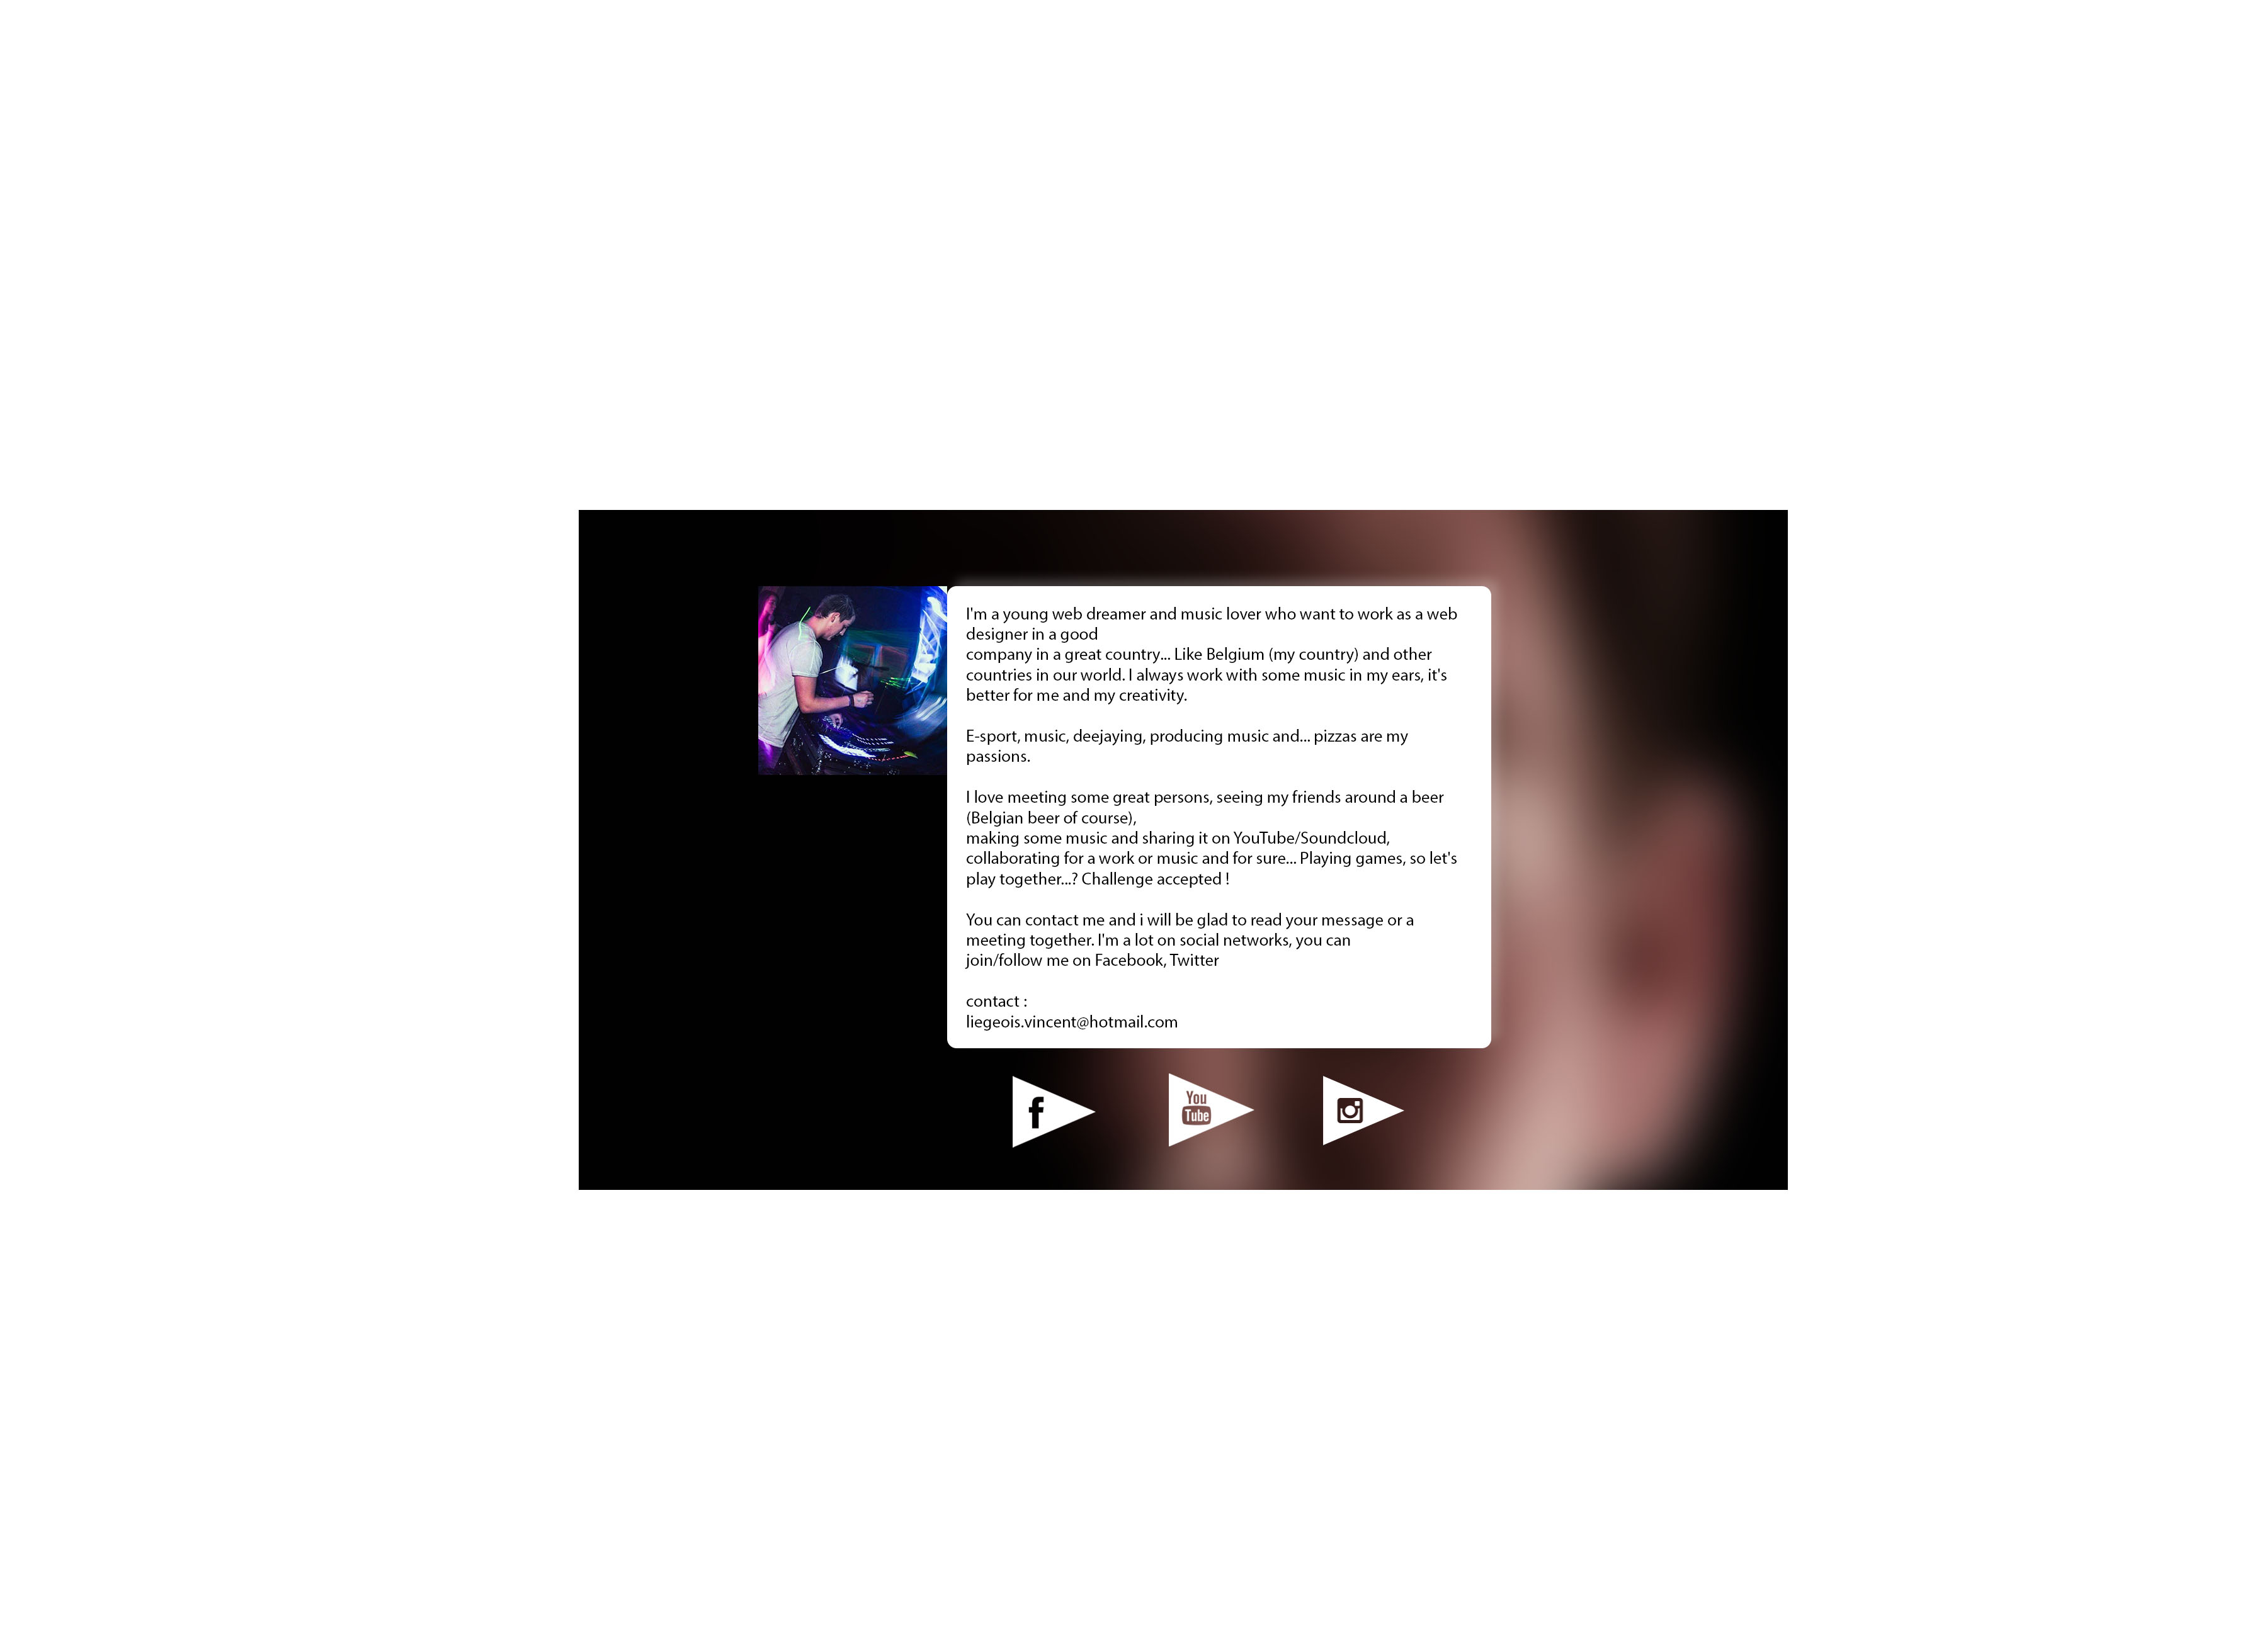 I'm a young web dreamer and music lover who want to work as a web
designer in a good
company in a great country... Like Belgium (my country) and other
countries in our world. I always work with some music in my ears, it's
better for me and my creativity.
E-sport, music, deejaying, producing music and... pizzas are my
passions.
I love meeting some great persons, seeing my friends around a beer
(Belgian beer of course),
making some music and sharing it on YouTube/Soundcloud,
collaborating for a work or music and for sure... Playing games, so let's
play together...? Challenge accepted !
You can contact me and i will be glad to read your message or a
meeting together. I'm a lot on social networks, you can
join/follow me on Facebook, Twitter
contact :
liegeois.vincent@hotmail.com
f
You
Tube